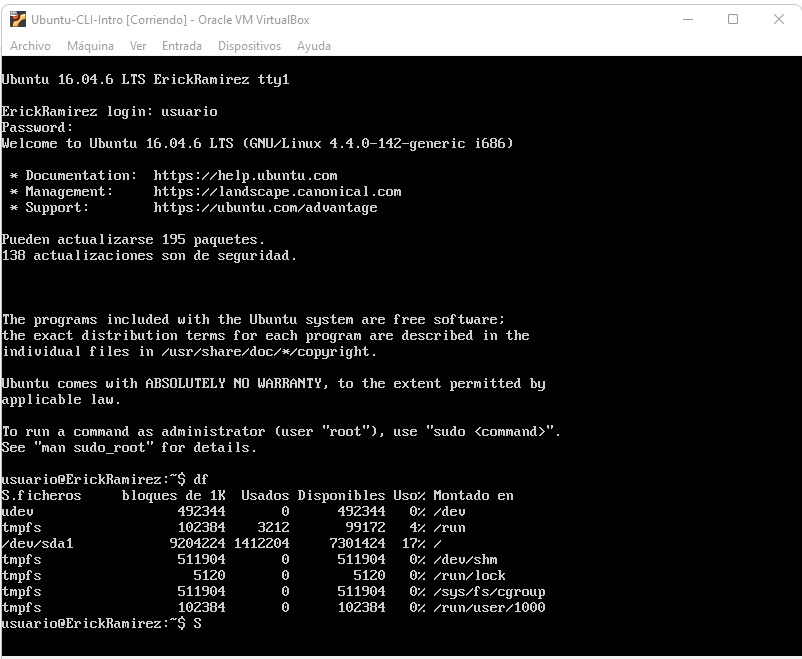 Ubuntu-CLI-Intro [Corriendo] - Oracle VM VirtualBox
Archivo Máquina Ver Entrada Dispositivos Ayuda
Ubuntu 16.04.6 LTS ErickRamirez tty1
ErickRamirez login: usuario
Password:
Welcome to Ubuntu 16.04.6 LTS (GNU/Linux 4.4.0-142-generic i686)
* Documentation:  https://help.ubuntu.com
* Management:     https://landscape.canonical.com
* Support:        https://ubuntu.com/advantage
Pueden actualizarse 195 paquetes.
138 actualizaciones son de seguridad.
The programs included with the Ubuntu system are free software;
the exact distribution terms for each program are described in the
individual files in /usr/share/doc/*/copyright.
Ubuntu comes with ABSOLUTELY NO WARRANTY, to the extent permitted by
applicable law.
To run a command as administrator (user "root"), use "sudo <command>".
See "man sudo_root" for details.
usuario@ErickRamirez:~$ df
S.ficheros     bloques de 1K  Usados Disponibles Uso% Montado en
udev                  492344       0      492344   0% /dev
tmpfs                 102384    3212       99172   4% /run
/dev/sda1            9204224 1412204     7301424  17% /
tmpfs                 511904       0      511904   0% /dev/shm
tmpfs                   5120       0        5120   0% /run/lock
tmpfs                 511904       0      511904   0% /sys/fs/cgroup
tmpfs                 102384       0      102384   0% /run/user/1000
usuario@ErickRamirez:~$ S